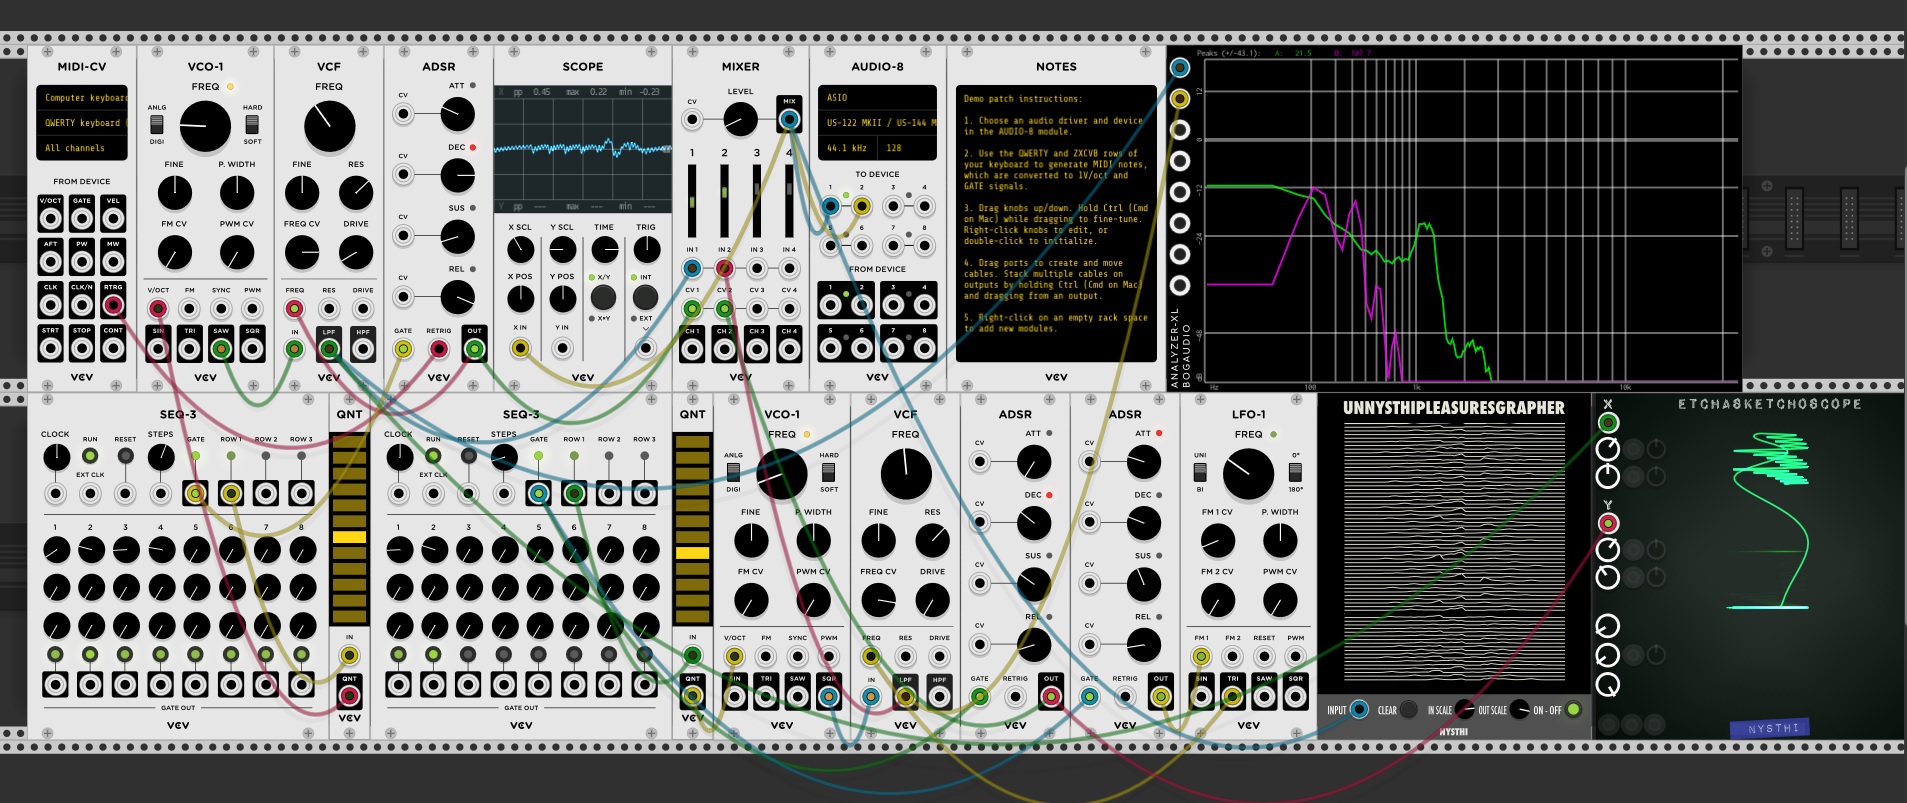 MIDI-CV
Computer keyboard
QWERTY keyboard (
All channels
FROM DEVICE
V/OCT GATE VEL
AFT PW MW
CLK CLK/N RTRG
STRT STOP CONT
VCV
VCO-1
FREQ
ANLG HARD
DIGI SOFT
FINE P. WIDTH
FM CV PWM CV
V/OCT FM SYNC PWM
SIN TRI SAW SQR
VCV
VCF
FREQ
FINE RES
FREQ CV DRIVE
FREQ RES DRIVE
IN LPF HPF
VCV
ADSR
ATT
CV
DEC
CV
SUS
CV
REL
CV
GATE RETRIG OUT
VCV
SCOPE
X pp 0.45 max 0.22 min -0.23
Y pp --- max --- min ---
X SCL Y SCL TIME TRIG
X POS Y POS X/Y INT
X×Y EXT
X IN Y IN
VCV
MIXER
LEVEL
CV MIX
1 2 3 4
IN 1 IN 2 IN 3 IN 4
CV 1 CV 2 CV 3 CV 4
CH 1 CH 2 CH 3 CH 4
VCV
AUDIO-8
ASIO
US-122 MKII / US-144 M
44.1 kHz 128
TO DEVICE
1 2 3 4
5 6 7 8
FROM DEVICE
1 2 3 4
5 6 7 8
VCV
NOTES
Demo patch instructions:
1. Choose an audio driver and device
in the AUDIO-8 module.
2. Use the QWERTY and ZXCVB rows of
your keyboard to generate MIDI notes,
which are converted to 1V/oct and
GATE signals.
3. Drag knobs up/down. Hold Ctrl (Cmd
on Mac) while dragging to fine-tune.
Right-click knobs to edit, or
double-click to initialize.
4. Drag ports to create and move
cables. Stack multiple cables on
outputs by holding Ctrl (Cmd on Mac)
and dragging from an output.
5. Right-click on an empty rack space
to add new modules.
VCV
ANALYZER-XL
BOGAUDIO
Peaks (+/-43.1): A: 21.5 B: 107.7
12
0
-12
-24
-48
dB
Hz 100 1k 10k
SEQ-3
CLOCK RUN RESET STEPS GATE ROW 1 ROW 2 ROW 3
EXT CLK
1 2 3 4 5 6 7 8
GATE OUT
VCV
QNT
IN
QNT
VCV
SEQ-3
CLOCK RUN RESET STEPS GATE ROW 1 ROW 2 ROW 3
EXT CLK
1 2 3 4 5 6 7 8
GATE OUT
VCV
QNT
IN
QNT
VCV
VCO-1
FREQ
ANLG HARD
DIGI SOFT
FINE P. WIDTH
FM CV PWM CV
V/OCT FM SYNC PWM
SIN TRI SAW SQR
VCV
VCF
FREQ
FINE RES
FREQ CV DRIVE
FREQ RES DRIVE
IN LPF HPF
VCV
ADSR
ATT
CV
DEC
CV
SUS
CV
REL
CV
GATE RETRIG OUT
VCV
ADSR
ATT
CV
DEC
CV
SUS
CV
REL
CV
GATE RETRIG OUT
VCV
LFO-1
FREQ
UNI 0°
BI 180°
FM 1 CV P. WIDTH
FM 2 CV PWM CV
FM 1 FM 2 RESET PWM
SIN TRI SAW SQR
VCV
UNNYSTHIPLEASURESGRAPHER
INPUT CLEAR IN SCALE OUT SCALE ON - OFF
NYSTHI
ETCHASKETCHOSCOPE
X
Y
NYSTHI